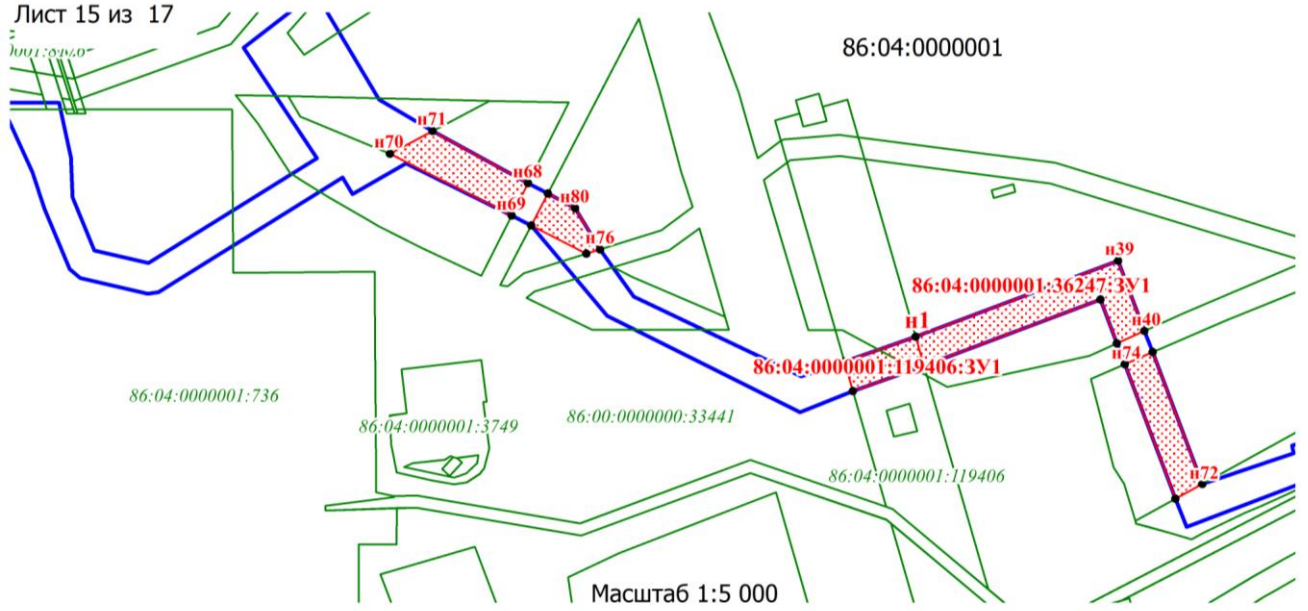 Лист 15 из 17
86:04:0000001
н71
н70
н68
н80
н69
н76
н39
86:04:0000001:36247:ЗУ1
н1
н40
н74
86:04:0000001:119406:ЗУ1
86:04:0000001:736
86:04:0000001:3749
86:00:0000000:33441
86:04:0000001:119406
н72
Масштаб 1:5 000